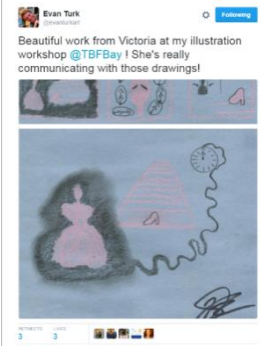 Evan Turk
@evanturkart
Following
Beautiful work from Victoria at my illustration
workshop @TBFBay ! She's really
communicating with those drawings!
RETWEETS LIKES
3 3